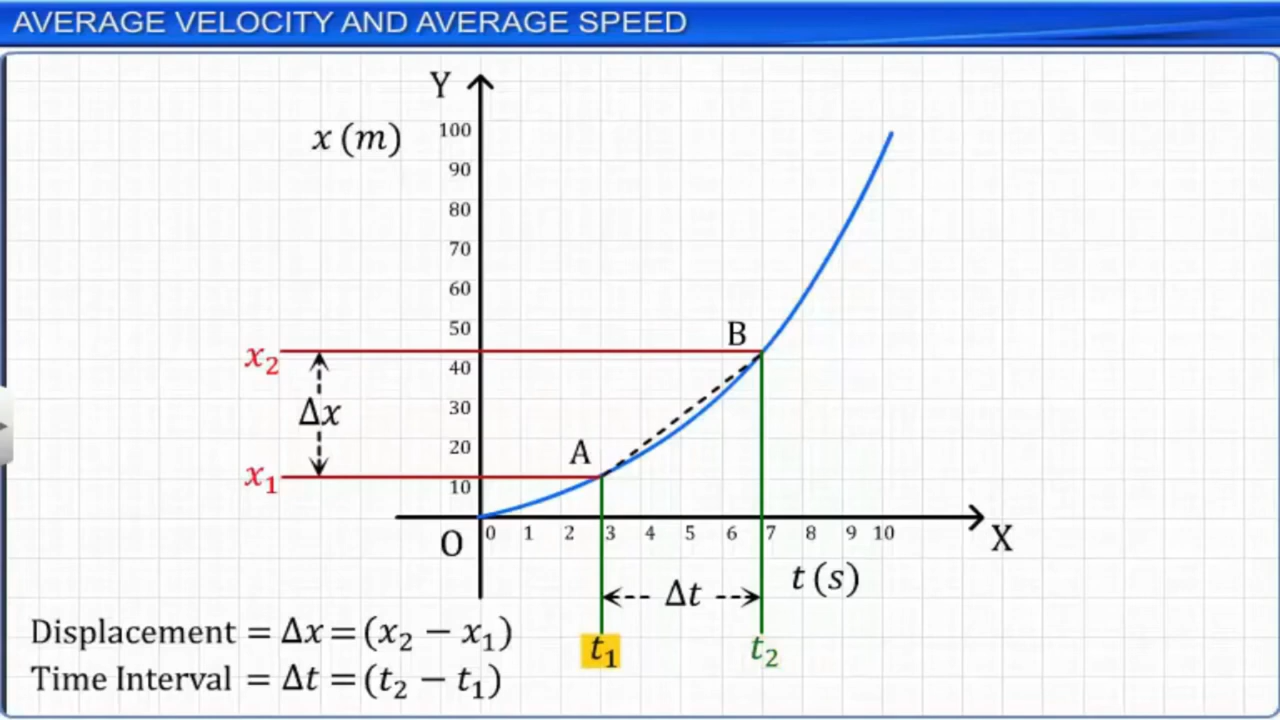 AVERAGE VELOCITY AND AVERAGE SPEED
Y
x (m)
100
90
80
70
60
50
40
30
20
10
B
A
x₂
Δx
x₁
O
0 1 2 3 4 5 6 7 8 9 10
X
t (s)
Δt
t₁
t₂
Displacement = Δx = (x₂ − x₁)
Time Interval = Δt = (t₂ − t₁)